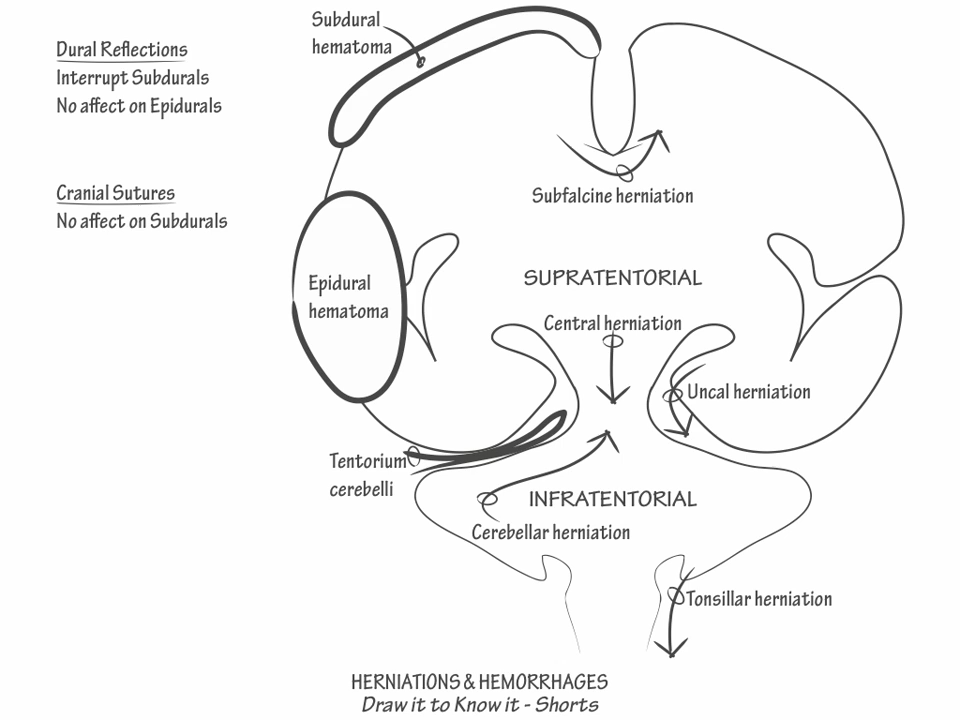 Dural Reflections
Interrupt Subdurals
No affect on Epidurals
Cranial Sutures
No affect on Subdurals
Subdural
hematoma
Subfalcine herniation
Epidural
hematoma
SUPRATENTORIAL
Central herniation
Uncal herniation
Tentorium
cerebelli
INFRATENTORIAL
Cerebellar herniation
Tonsillar herniation
HERNIATIONS & HEMORRHAGES
Draw it to Know it - Shorts